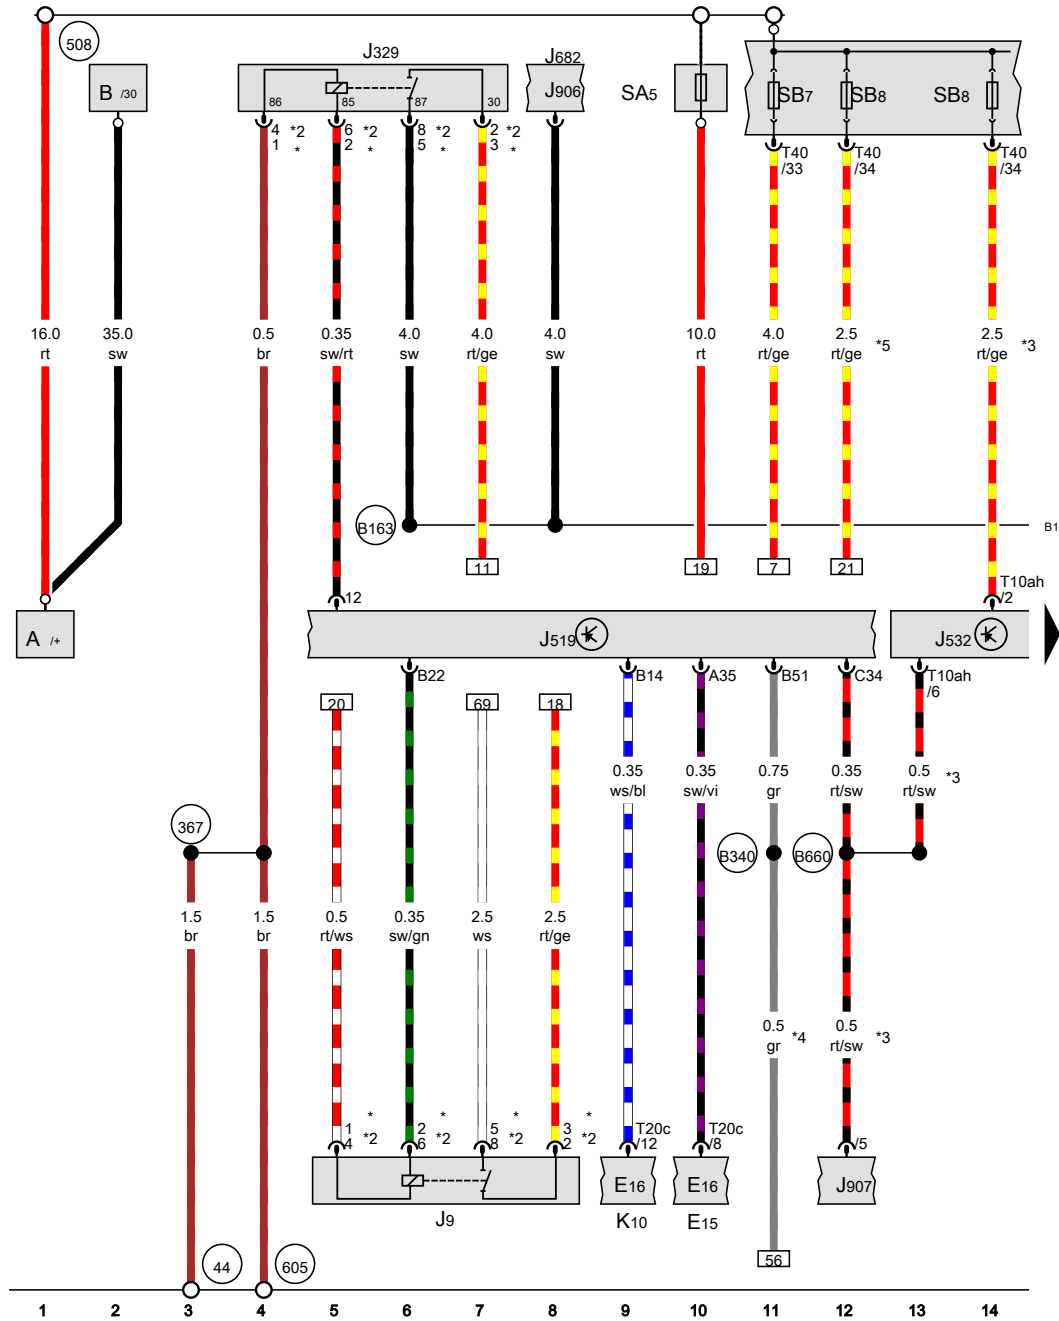 508
B /30
J329
86 85 87 30
4 *2 6 *2 8 *2 2 *2
1 * 2 * 5 * 3 *
J682
J906
SA5
SB7 SB8 SB8
T40 T40 T40
/33 /34 /34
16.0 35.0 0.5 0.35 4.0 4.0 4.0 10.0 4.0 2.5 2.5
rt sw br sw/rt sw rt/ge sw rt rt/ge rt/ge *5 rt/ge *3
B163
B1
11 19 7 21
12
T10ah
/2
A /+
J519
J532
B22 B14 A35 B51 C34 T10ah
/6
20 69 18
0.35 0.35 0.75 0.35 0.5
ws/bl sw/vi gr rt/sw rt/sw *3
367
B340 B660
1.5 1.5 0.5 0.35 2.5 2.5
br br rt/ws sw/gn ws rt/ge
0.5 0.5
gr *4 rt/sw *3
1 * 2 * 5 * 3 *
4 *2 6 *2 8 *2 2 *2
T20c T20c
/12 /8 /5
E16 E16 J907
J9 K10 E15
44 605
56
1 2 3 4 5 6 7 8 9 10 11 12 13 14